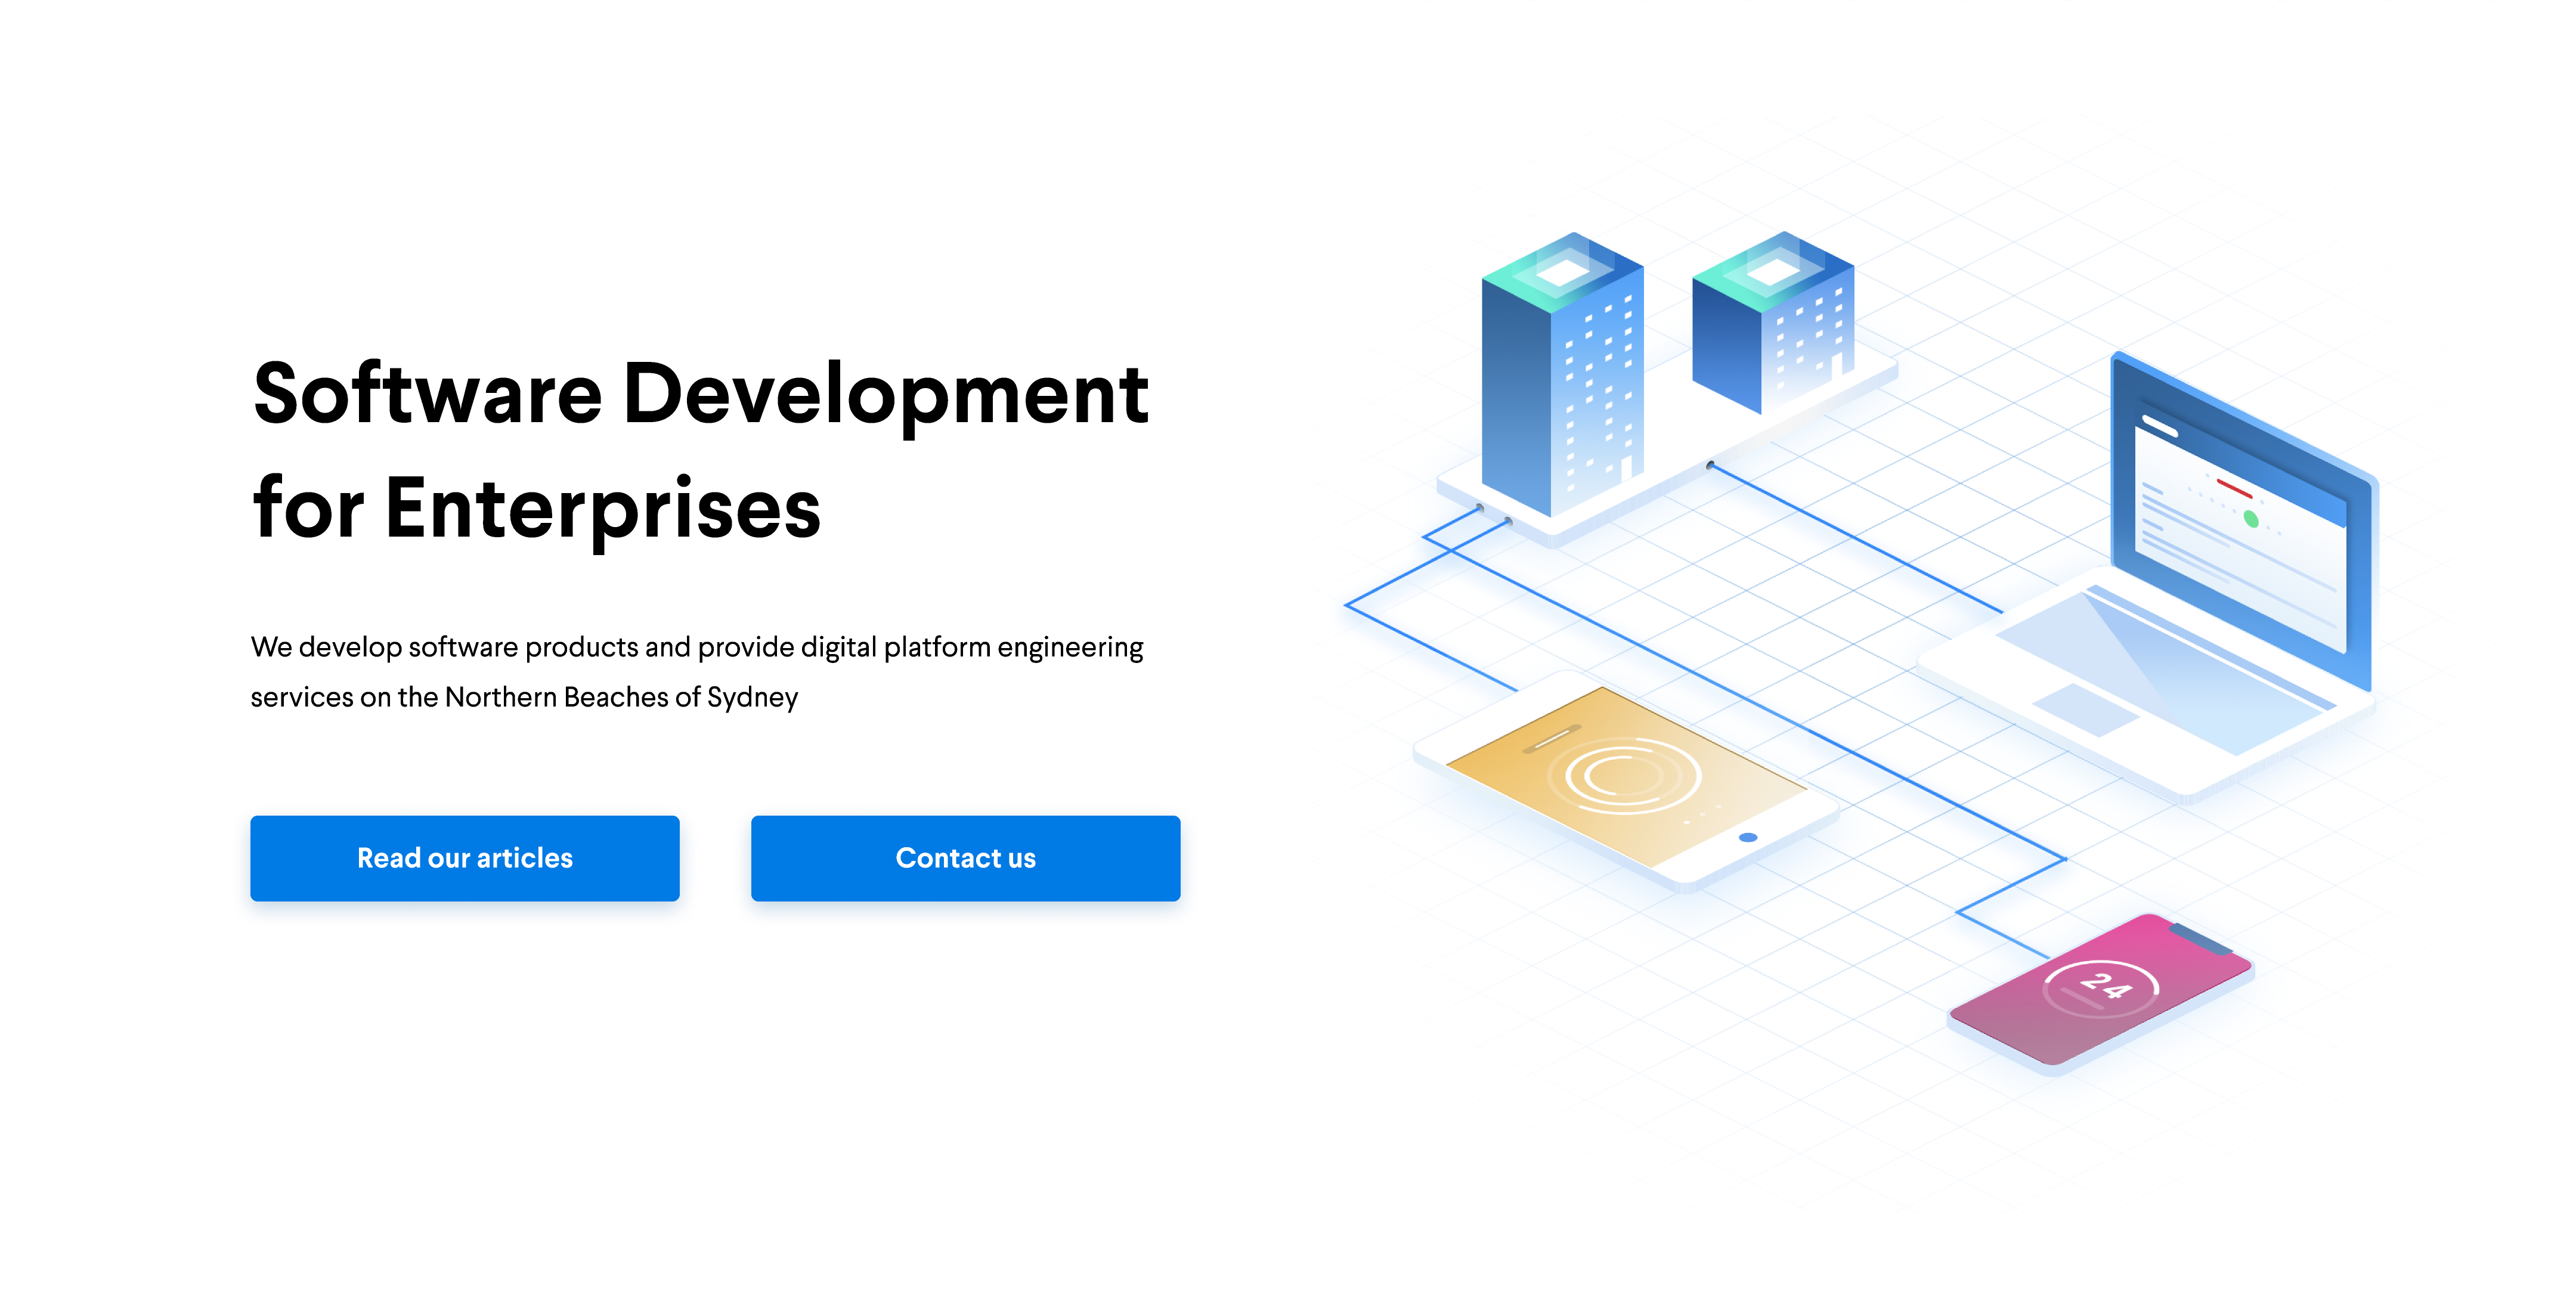 Software Development
for Enterprises
We develop software products and provide digital platform engineering
services on the Northern Beaches of Sydney
Read our articles
Contact us
24